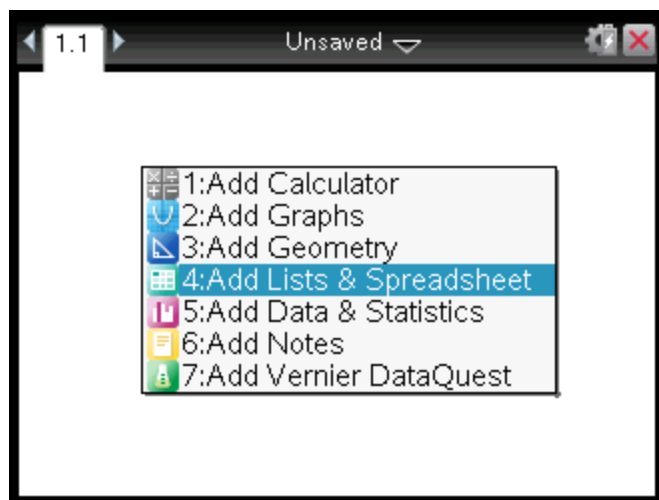 1.1 Unsaved
1:Add Calculator
2:Add Graphs
3:Add Geometry
4:Add Lists & Spreadsheet
5:Add Data & Statistics
6:Add Notes
7:Add Vernier DataQuest